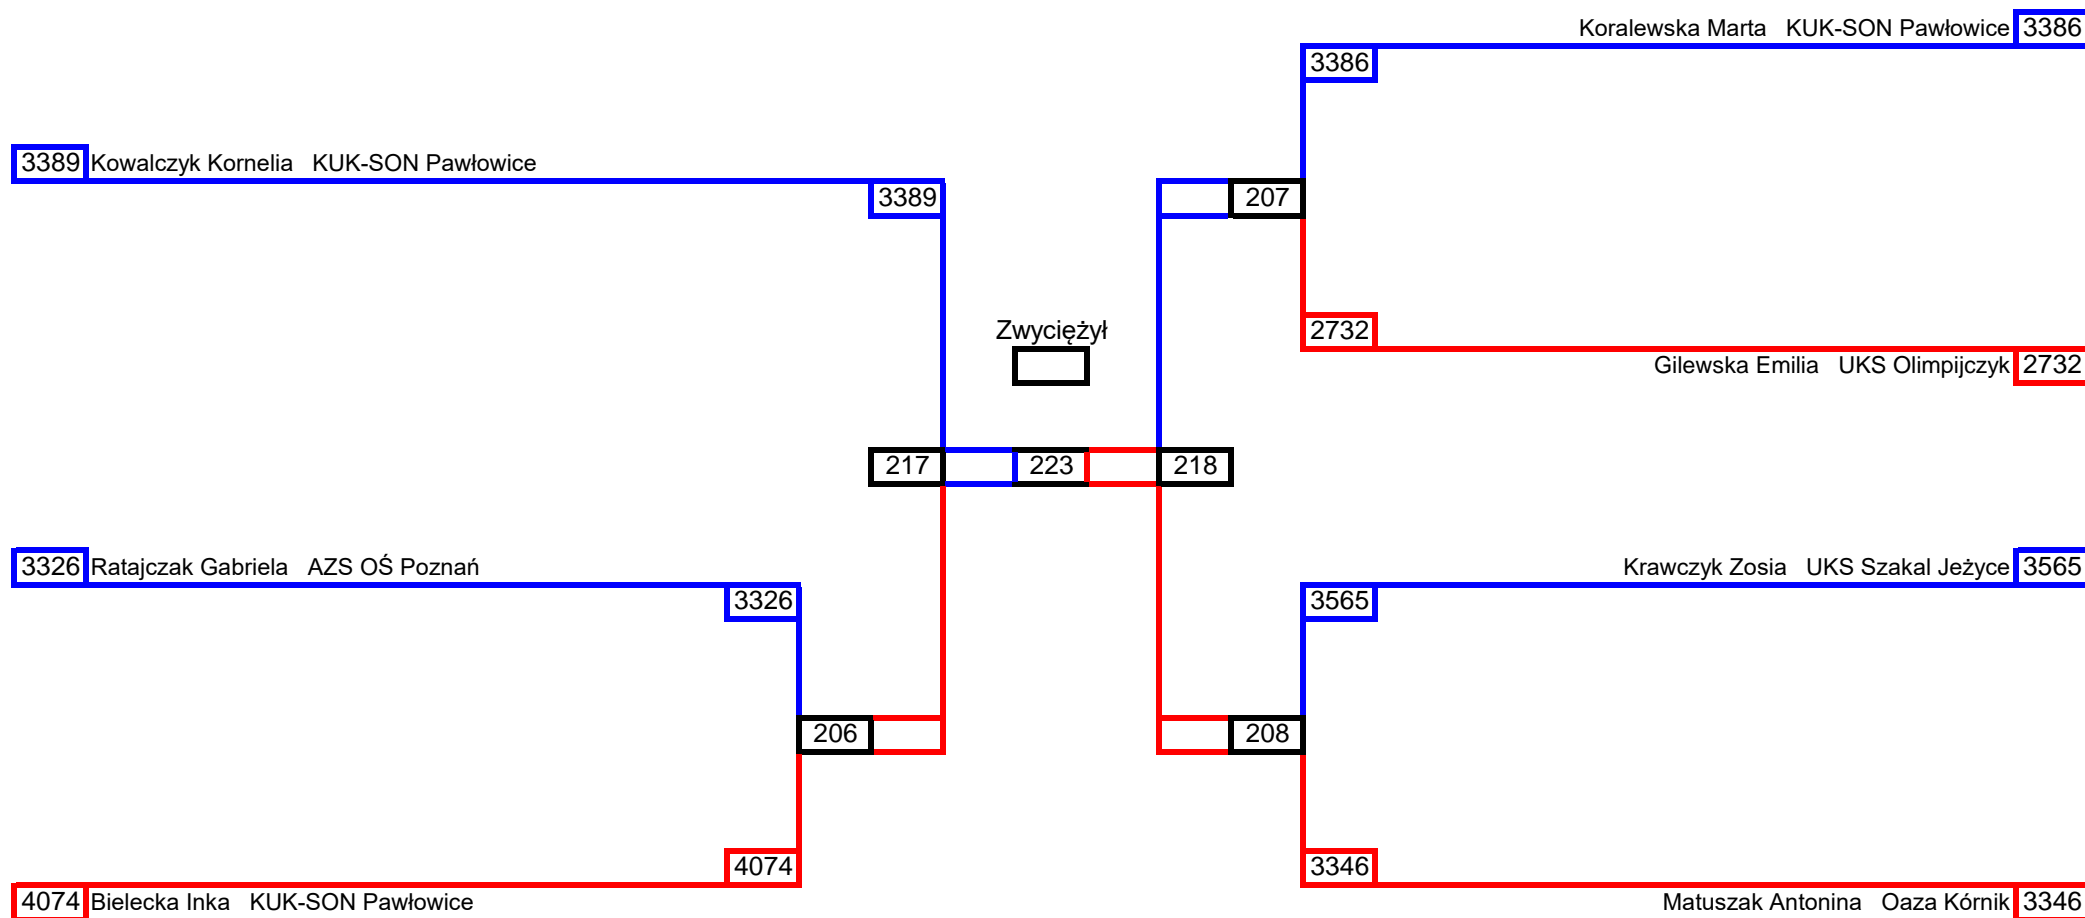 Koralewska Marta KUK-SON Pawłowice 3386
3386
3389 Kowalczyk Kornelia KUK-SON Pawłowice
3389
207
Zwyciężył
2732
Gilewska Emilia UKS Olimpijczyk 2732
217 223 218
3326 Ratajczak Gabriela AZS OŚ Poznań
Krawczyk Zosia UKS Szakal Jeżyce 3565
3326
3565
206
208
4074
3346
4074 Bielecka Inka KUK-SON Pawłowice
Matuszak Antonina Oaza Kórnik 3346